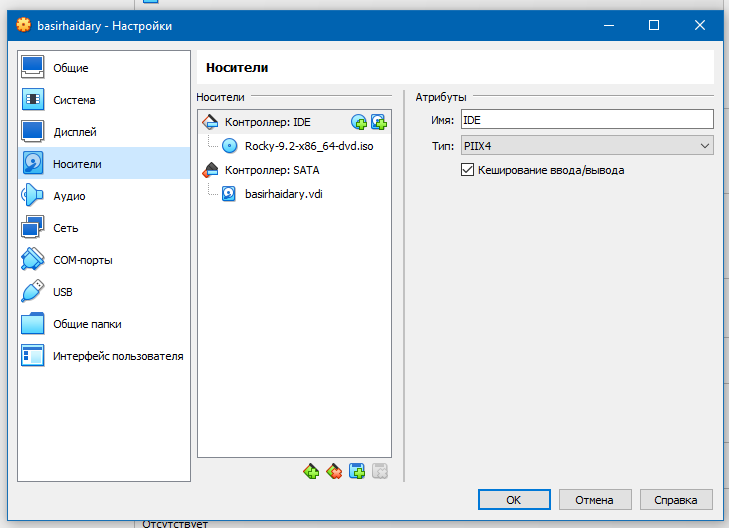 basirhaidary - Настройки
Общие
Система
Дисплей
Носители
Аудио
Сеть
COM-порты
USB
Общие папки
Интерфейс пользователя
Носители
Носители
Контроллер: IDE
Rocky-9.2-x86_64-dvd.iso
Контроллер: SATA
basirhaidary.vdi
Атрибуты
Имя: IDE
Тип: PIIX4
Кеширование ввода/вывода
OK
Отмена
Справка
Отсутствует